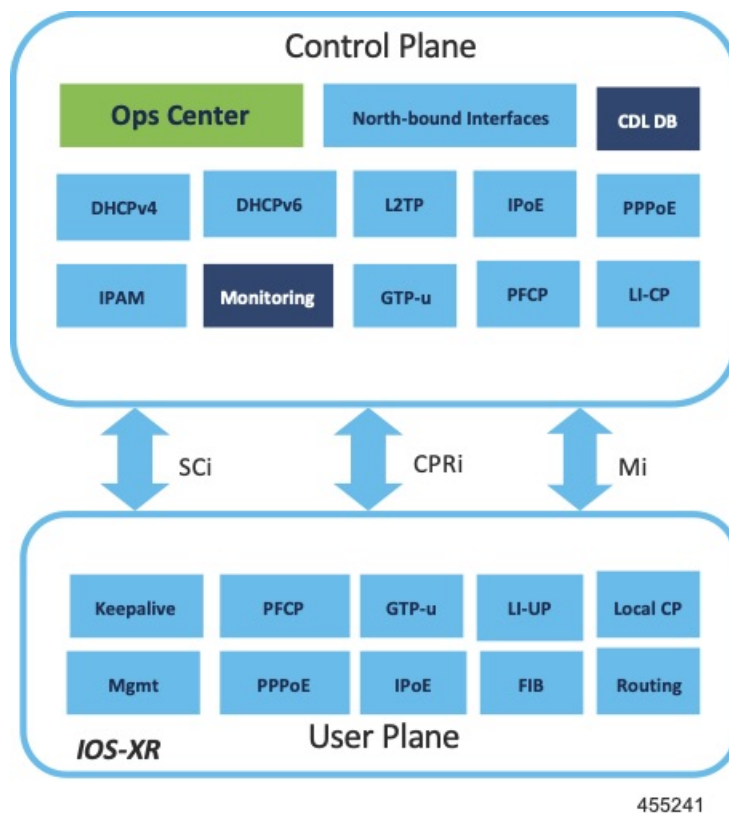 Control Plane
Ops Center
North-bound Interfaces
CDL DB
DHCPv4
DHCPv6
L2TP
IPoE
PPPoE
IPAM
Monitoring
GTP-u
PFCP
LI-CP
SCi
CPRi
Mi
Keepalive
PFCP
GTP-u
LI-UP
Local CP
Mgmt
PPPoE
IPoE
FIB
Routing
IOS-XR
User Plane
455241